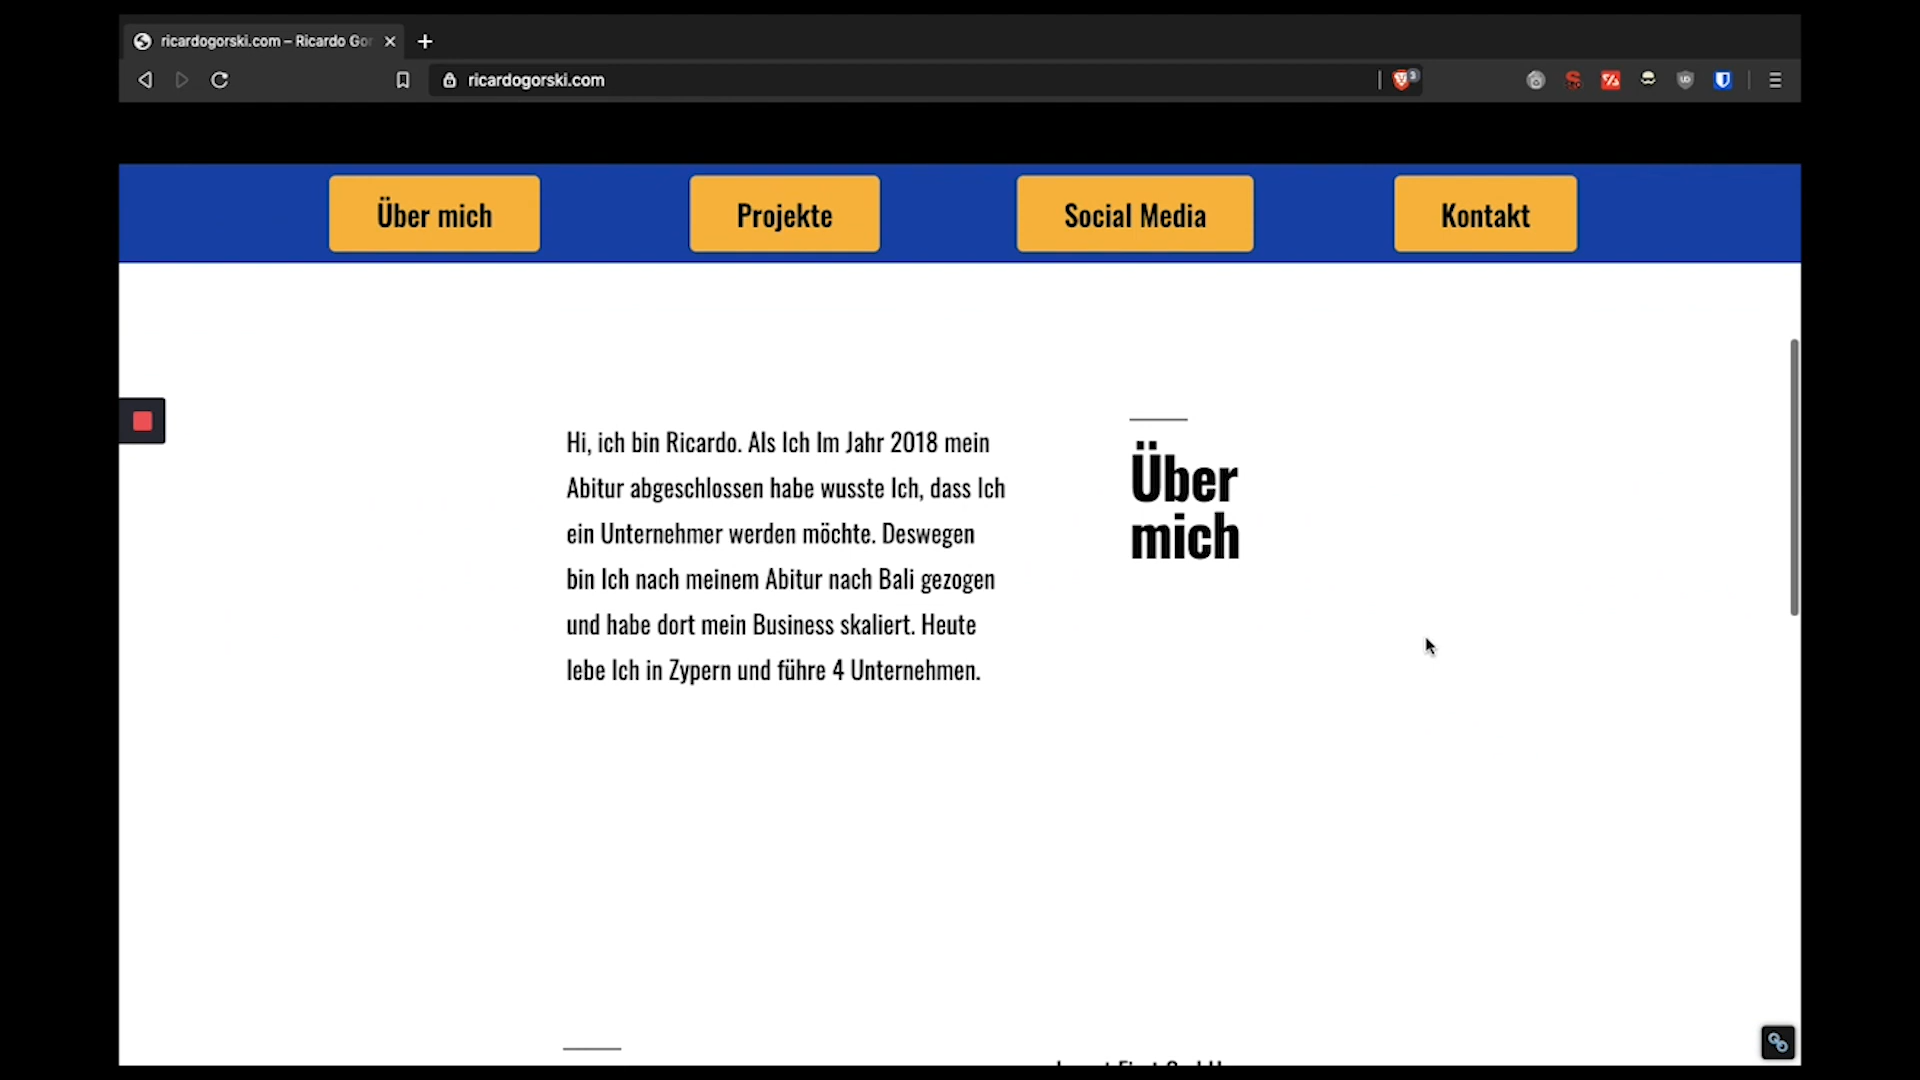 ricardogorski.com – Ricardo Gor
ricardogorski.com
3
Über mich
Projekte
Social Media
Kontakt
Hi, ich bin Ricardo. Als Ich Im Jahr 2018 mein
Abitur abgeschlossen habe wusste Ich, dass Ich
ein Unternehmer werden möchte. Deswegen
bin Ich nach meinem Abitur nach Bali gezogen
und habe dort mein Business skaliert. Heute
lebe Ich in Zypern und führe 4 Unternehmen.
Über
mich